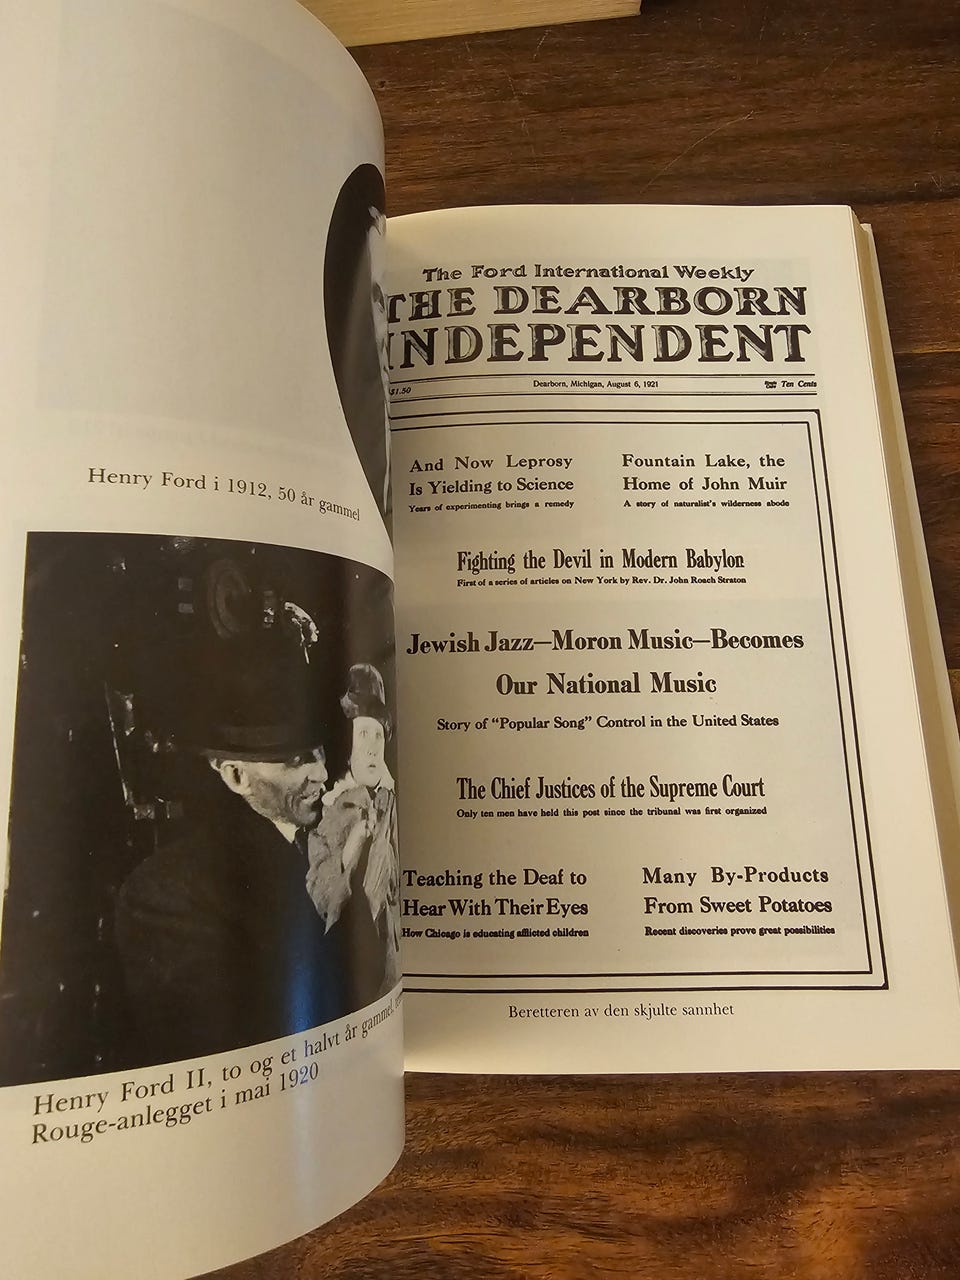 Henry Ford i 1912, 50 år gammel
Henry Ford II, to og et halvt år gammel,
Rouge-anlegget i mai 1920
The Ford International Weekly
THE DEARBORN
INDEPENDENT
$1.50
Dearborn, Michigan, August 6, 1921
Ten Cents
And Now Leprosy
Is Yielding to Science
Years of experimenting brings a remedy
Fountain Lake, the
Home of John Muir
A story of naturalist's wilderness abode
Fighting the Devil in Modern Babylon
First of a series of articles on New York by Rev. Dr. John Roach Straton
Jewish Jazz—Moron Music—Becomes
Our National Music
Story of "Popular Song" Control in the United States
The Chief Justices of the Supreme Court
Only ten men have held this post since the tribunal was first organized
Teaching the Deaf to
Hear With Their Eyes
How Chicago is educating afflicted children
Many By-Products
From Sweet Potatoes
Recent discoveries prove great possibilities
Beretteren av den skjulte sannhet